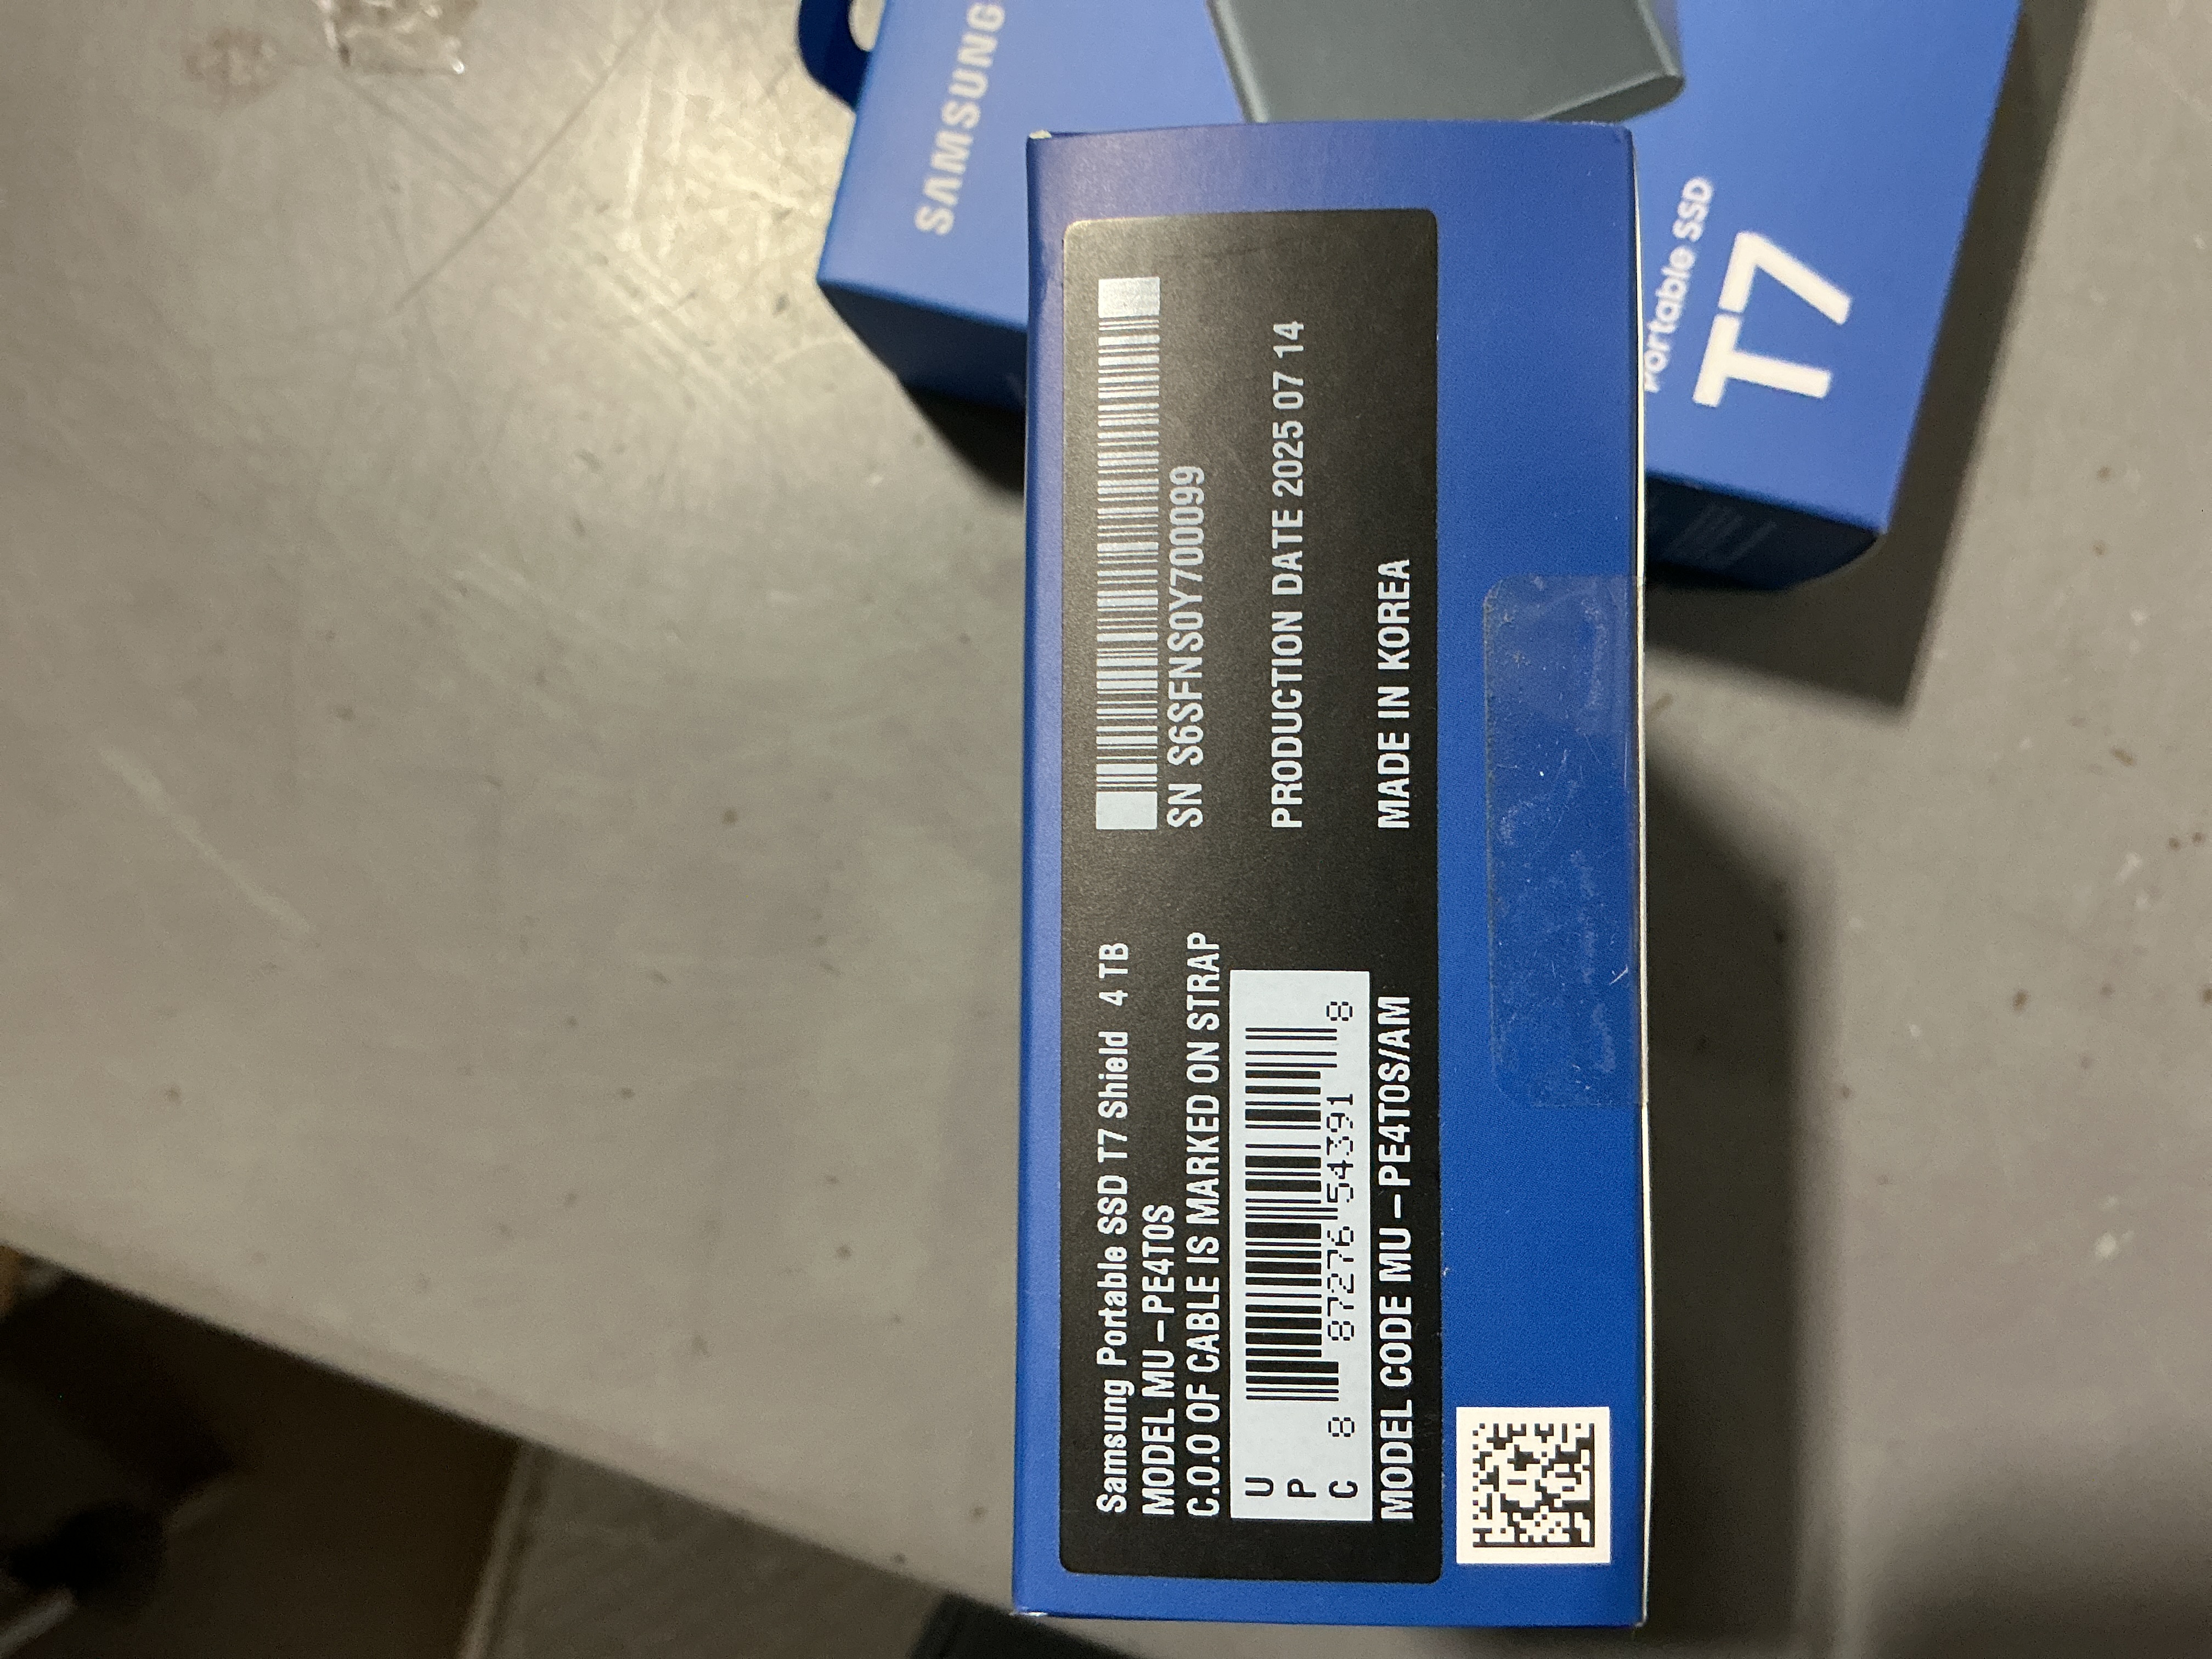 SAMSUNG
Portable SSD
T7
Samsung Portable SSD T7 Shield 4 TB
MODEL MU-PE4T0S
C.O.O OF CABLE IS MARKED ON STRAP
UPC
8 87276 54391 8
MODEL CODE MU-PE4T0S/AM
SN S6SFNS0Y700099
PRODUCTION DATE 2025 07 14
MADE IN KOREA